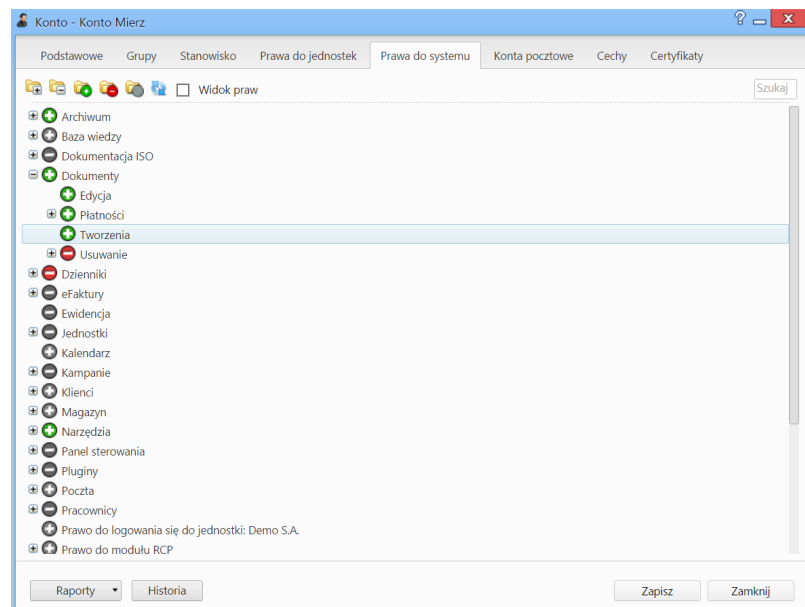 Konto - Konto Mierz
Podstawowe Grupy Stanowisko Prawa do jednostek Prawa do systemu Konta pocztowe Cechy Certyfikaty
Widok praw Szukaj
Archiwum
Baza wiedzy
Dokumentacja ISO
Dokumenty
Edycja
Płatności
Tworzenia
Usuwanie
Dzienniki
eFaktury
Ewidencja
Jednostki
Kalendarz
Kampanie
Klienci
Magazyn
Narzędzia
Panel sterowania
Pluginy
Poczta
Pracownicy
Prawo do logowania się do jednostki: Demo S.A.
Prawo do modułu RCP
Raporty Historia Zapisz Zamknij